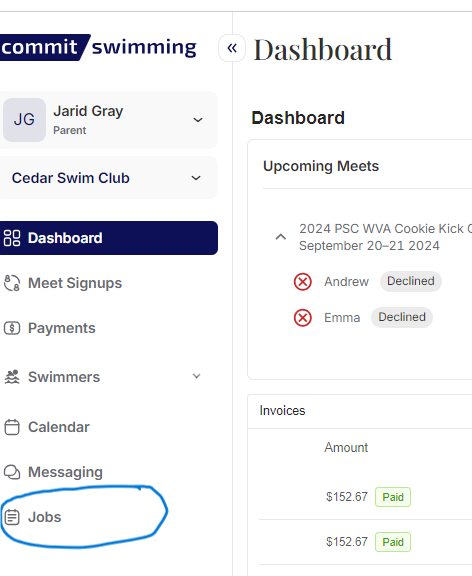 commit swimming
«
Dashboard
JG
Jarid Gray
Parent
Cedar Swim Club
Dashboard
Meet Signups
Payments
Swimmers
Calendar
Messaging
Jobs
Dashboard
Upcoming Meets
2024 PSC WVA Cookie Kick
September 20–21 2024
Andrew Declined
Emma Declined
Invoices
Amount
$152.67 Paid
$152.67 Paid